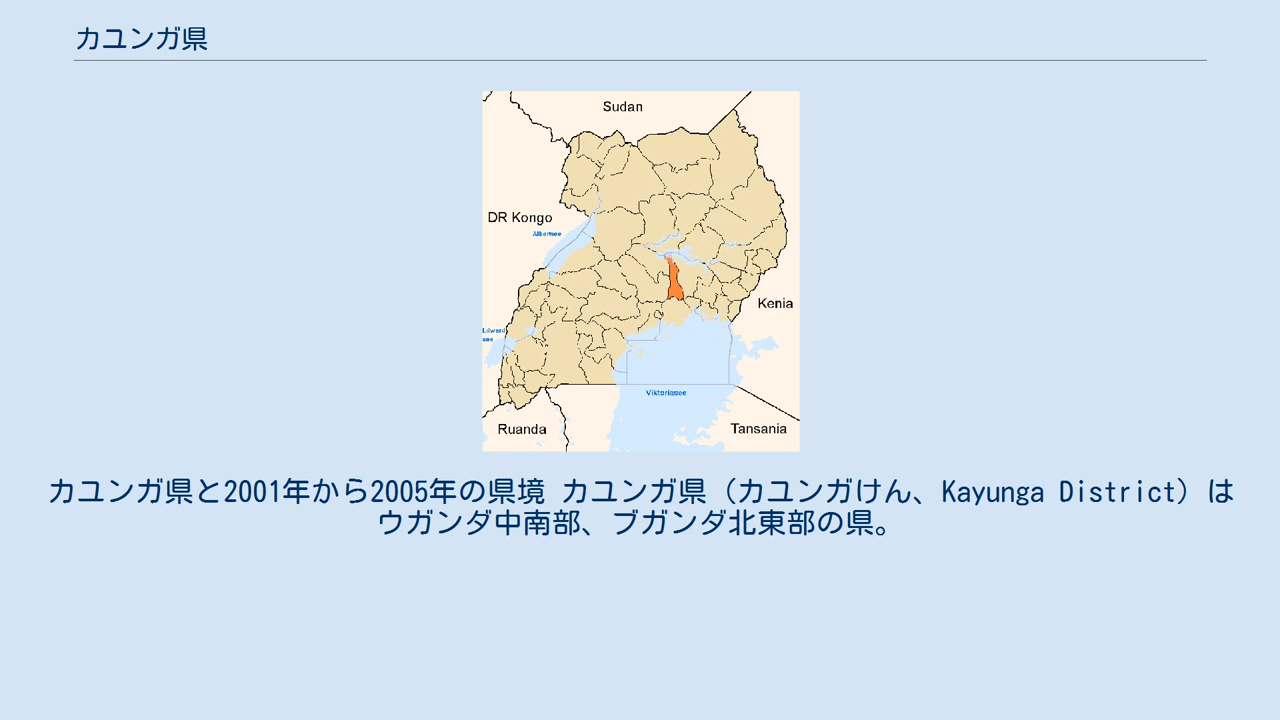 カユンガ県
Sudan
DR Kongo
Albertsee
Kenia
Edward
see
Viktoriasee
Ruanda
Tansania
カユンガ県と2001年から2005年の県境 カユンガ県（カユンガけん、Kayunga District）は
ウガンダ中南部、ブガンダ北東部の県。